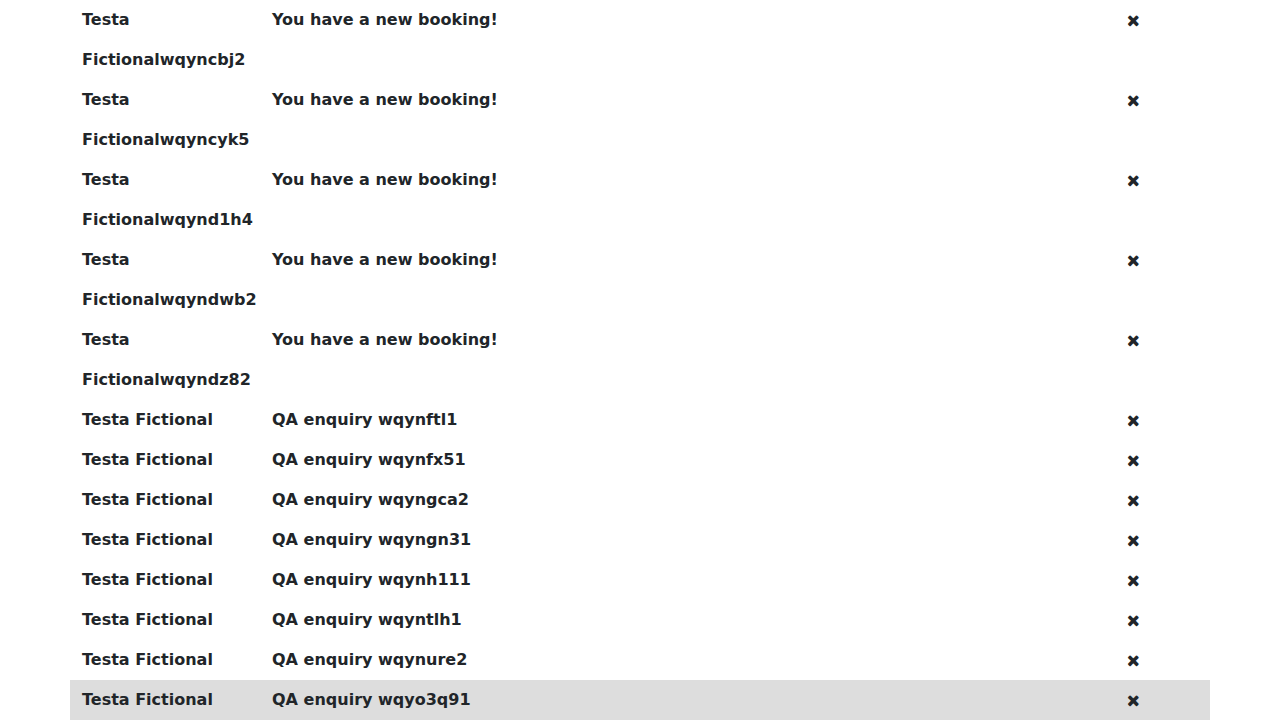 Testa You have a new booking! ✖
Fictionalwqyncbj2
Testa You have a new booking! ✖
Fictionalwqyncyk5
Testa You have a new booking! ✖
Fictionalwqynd1h4
Testa You have a new booking! ✖
Fictionalwqyndwb2
Testa You have a new booking! ✖
Fictionalwqyndz82
Testa Fictional QA enquiry wqynftl1 ✖
Testa Fictional QA enquiry wqynfx51 ✖
Testa Fictional QA enquiry wqyngca2 ✖
Testa Fictional QA enquiry wqyngn31 ✖
Testa Fictional QA enquiry wqynh111 ✖
Testa Fictional QA enquiry wqyntlh1 ✖
Testa Fictional QA enquiry wqynure2 ✖
Testa Fictional QA enquiry wqyo3q91 ✖